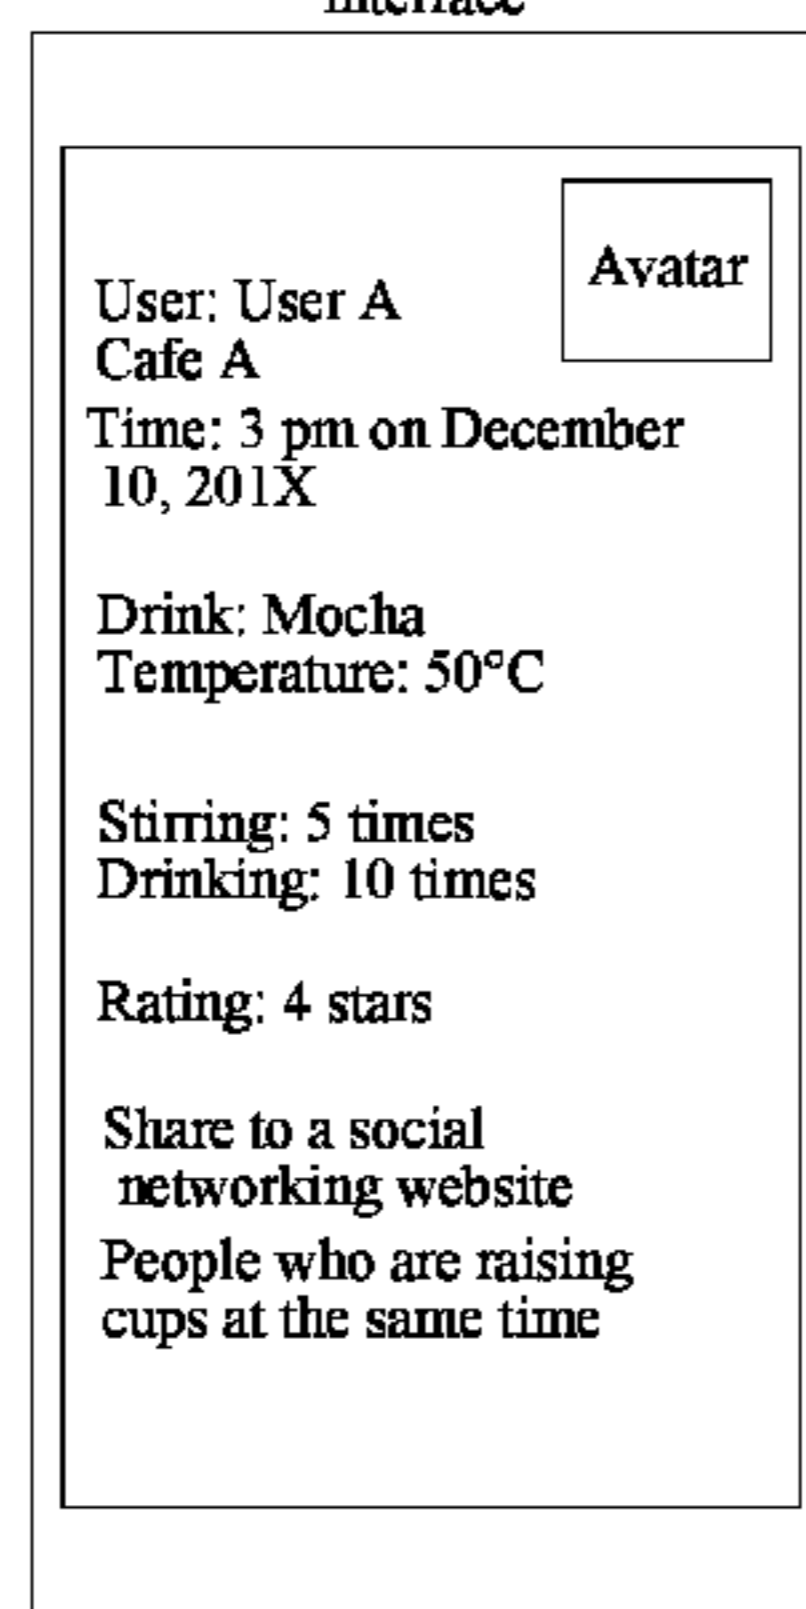 interface
Avatar
User: User A
Cafe A
Time: 3 pm on December
10, 201X
Drink: Mocha
Temperature: 50°C
Stirring: 5 times
Drinking: 10 times
Rating: 4 stars
Share to a social
networking website
People who are raising
cups at the same time